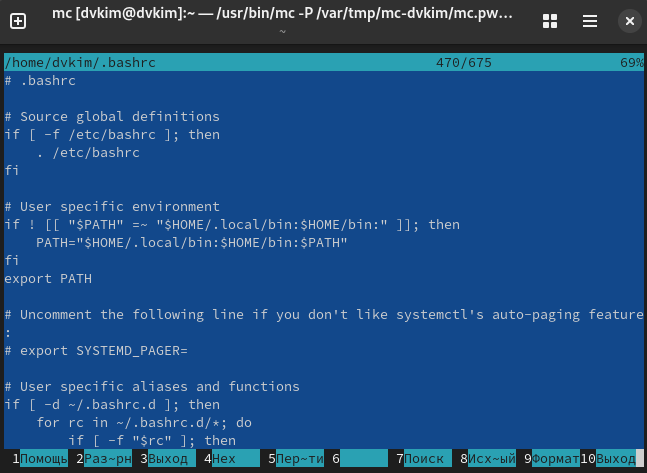 mc [dvkim@dvkim]:~ — /usr/bin/mc -P /var/tmp/mc-dvkim/mc.pw…
~
/home/dvkim/.bashrc 470/675 69%
# .bashrc
# Source global definitions
if [ -f /etc/bashrc ]; then
    . /etc/bashrc
fi
# User specific environment
if ! [[ "$PATH" =~ "$HOME/.local/bin:$HOME/bin:" ]]; then
    PATH="$HOME/.local/bin:$HOME/bin:$PATH"
fi
export PATH
# Uncomment the following line if you don't like systemctl's auto-paging feature
:
# export SYSTEMD_PAGER=
# User specific aliases and functions
if [ -d ~/.bashrc.d ]; then
    for rc in ~/.bashrc.d/*; do
        if [ -f "$rc" ]; then
1Помощь 2Раз~рн 3Выход 4Hex 5Пер~ти 6 7Поиск 8Исх~ый 9Формат 10Выход